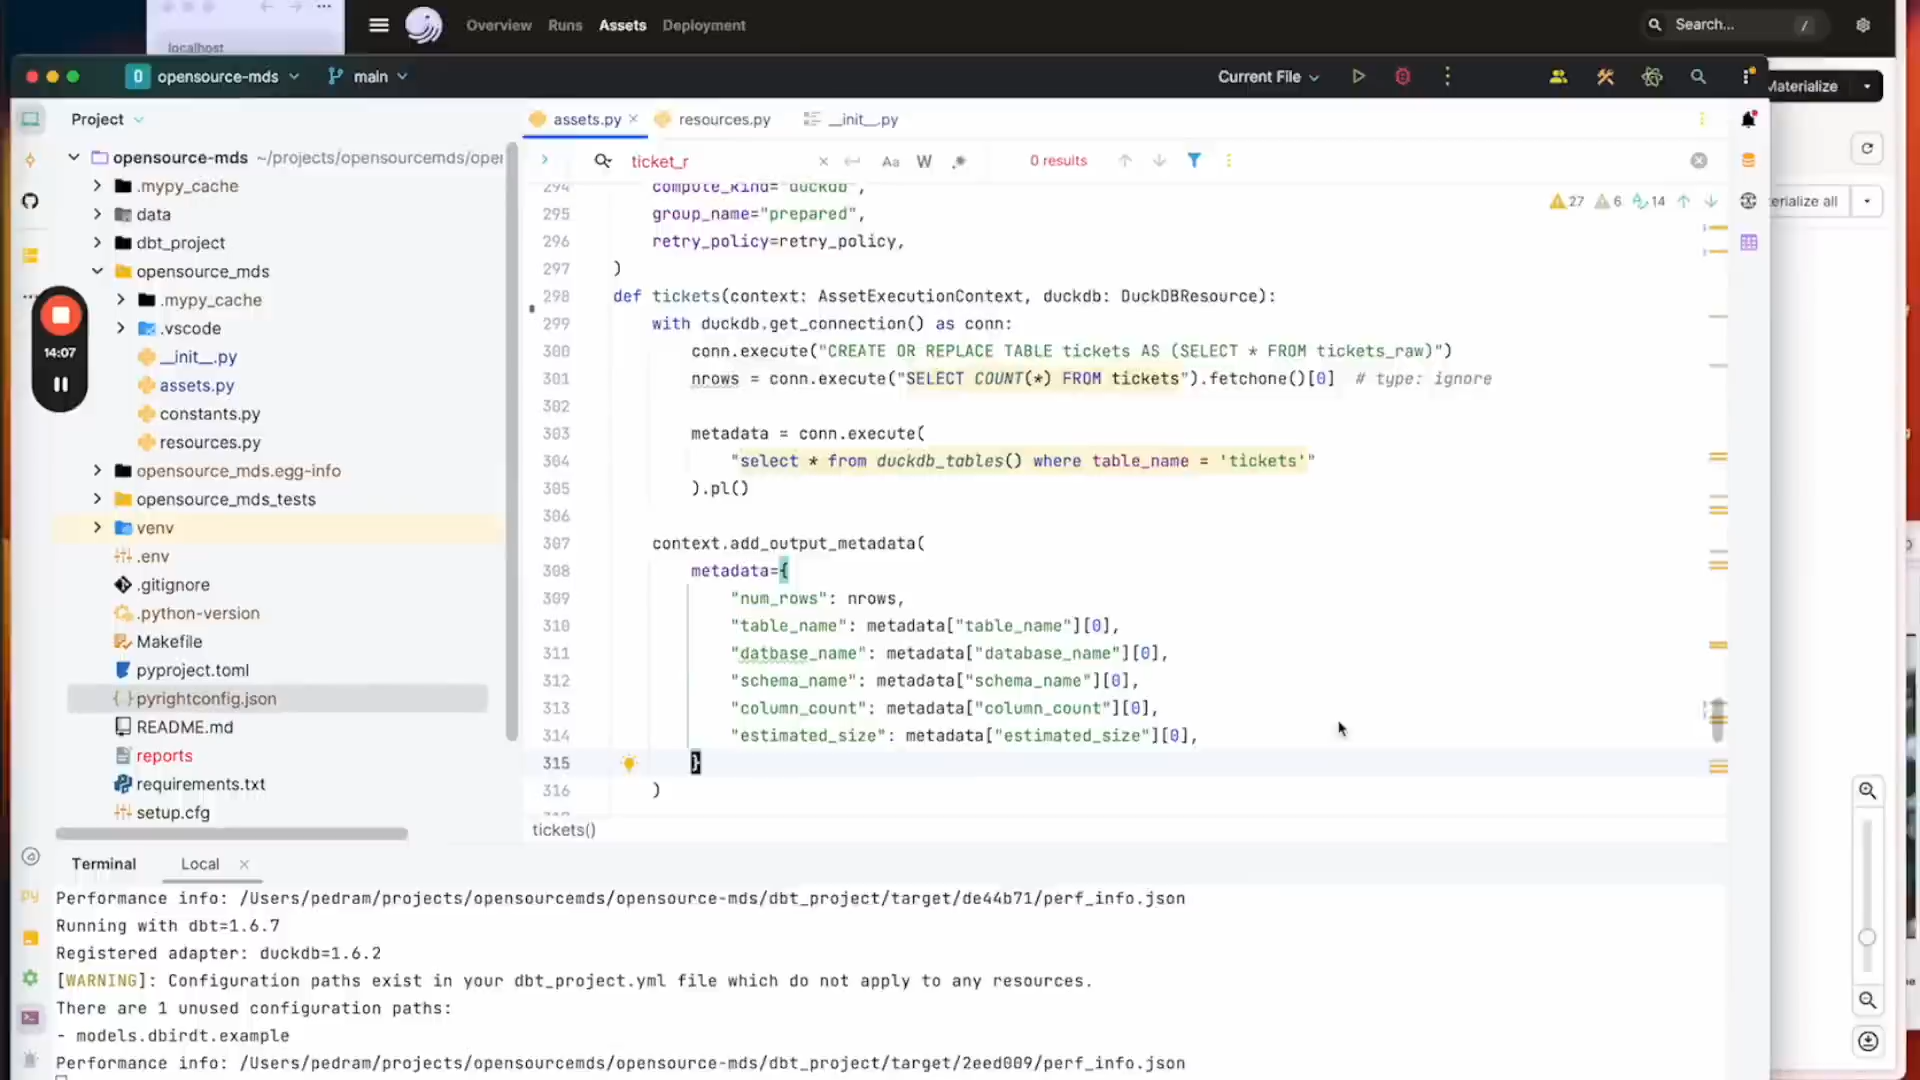 localhost
Overview Runs Assets Deployment
Search... /
opensource-mds main
Current File
Materialize
Project
assets.py resources.py __init__.py
opensource-mds ~/projects/opensourcemds/oper
ticket_r
Aa W
0 results
.mypy_cache
data
dbt_project
opensource_mds
.mypy_cache
.vscode
__init__.py
assets.py
constants.py
resources.py
opensource_mds.egg-info
opensource_mds_tests
venv
.env
.gitignore
.python-version
Makefile
pyproject.toml
pyrightconfig.json
README.md
reports
requirements.txt
setup.cfg
14:07
27 6 14
erialize all
294 compute_kind="duckdb",
295 group_name="prepared",
296 retry_policy=retry_policy,
297 )
298 def tickets(context: AssetExecutionContext, duckdb: DuckDBResource):
299 with duckdb.get_connection() as conn:
300 conn.execute("CREATE OR REPLACE TABLE tickets AS (SELECT * FROM tickets_raw)")
301 nrows = conn.execute("SELECT COUNT(*) FROM tickets").fetchone()[0] # type: ignore
302
303 metadata = conn.execute(
304 "select * from duckdb_tables() where table_name = 'tickets'"
305 ).pl()
306
307 context.add_output_metadata(
308 metadata={
309 "num_rows": nrows,
310 "table_name": metadata["table_name"][0],
311 "datbase_name": metadata["database_name"][0],
312 "schema_name": metadata["schema_name"][0],
313 "column_count": metadata["column_count"][0],
314 "estimated_size": metadata["estimated_size"][0],
315 }
316 )
tickets()
Terminal Local
Performance info: /Users/pedram/projects/opensourcemds/opensource-mds/dbt_project/target/de44b71/perf_info.json
Running with dbt=1.6.7
Registered adapter: duckdb=1.6.2
[WARNING]: Configuration paths exist in your dbt_project.yml file which do not apply to any resources.
There are 1 unused configuration paths:
- models.dbirdt.example
Performance info: /Users/pedram/projects/opensourcemds/opensource-mds/dbt_project/target/2eed009/perf_info.json